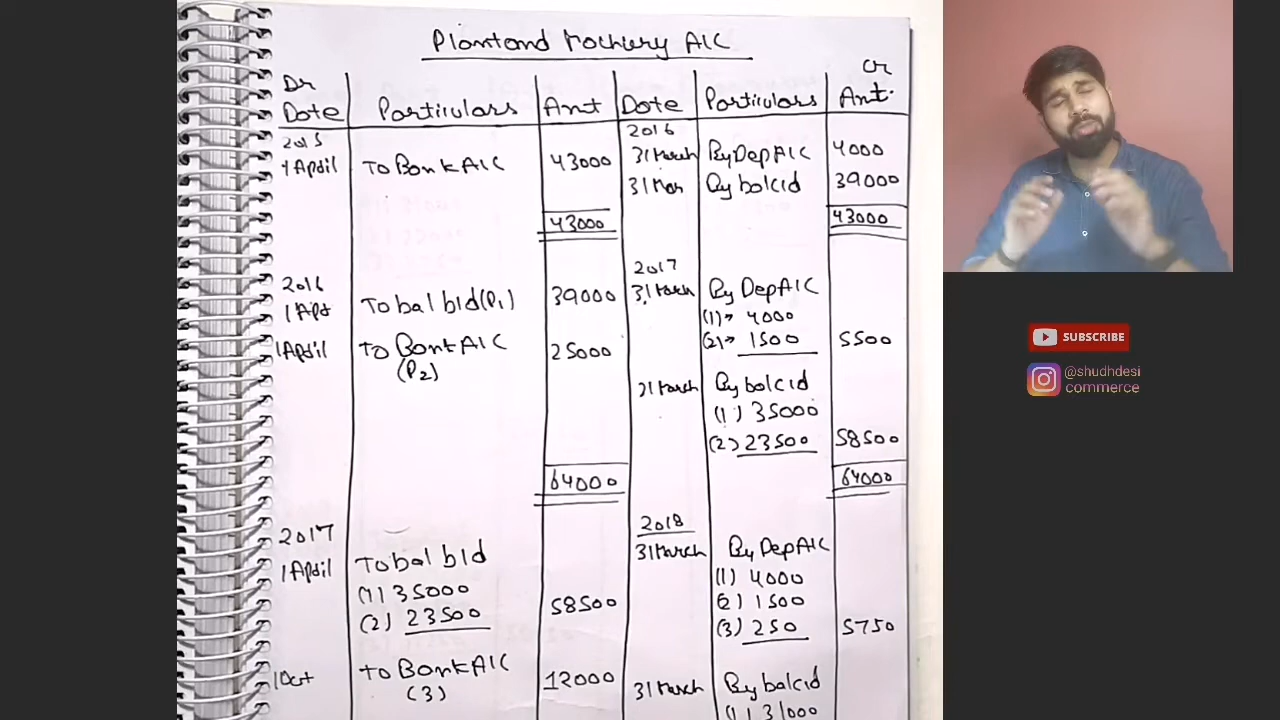 Plantand Machinery A/C
Dr Cr
Date Particulars Amt Date Particulars Amt.
2015 2016
1 April To Bank A/C 43000 31 March By Dep A/C 4000
31 Mar By bal c/d 39000
43000 43000
2016 2017
1 Apr To bal b/d (P1) 39000 31 March By Dep A/C
(1)→ 4000
1 April To Bank A/C 25000 (2)→ 1500 5500
(P2)
31 March By bal c/d
(1) 35000
(2) 23500 58500
64000 64000
2017 2018
1 April To bal b/d 31 March By Dep A/C
(1) 35000 (1) 4000
(2) 23500 58500 (2) 1500
(3) 250 5750
1 Oct To Bank A/C 12000 31 March By bal c/d
(3) (1) 31000
SUBSCRIBE
@shudhdesi
commerce